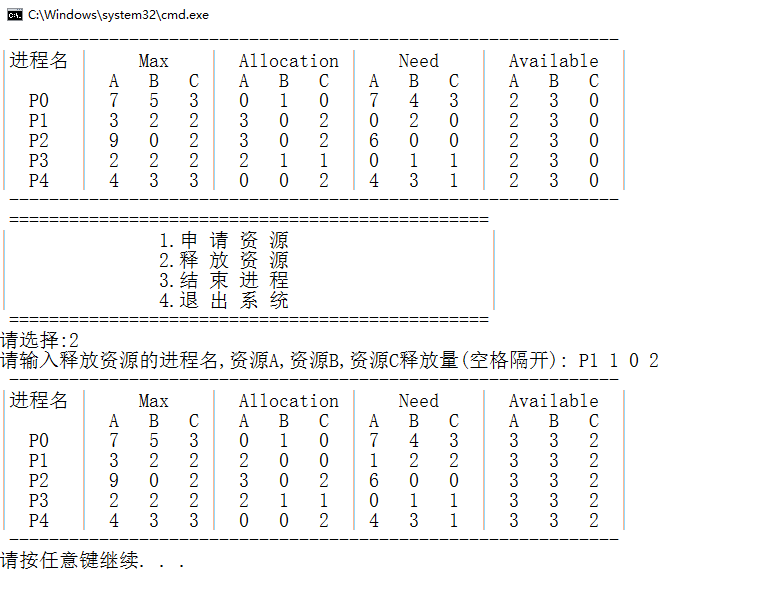 C:\Windows\system32\cmd.exe
进程名 Max Allocation Need Available
A B C A B C A B C A B C
P0 7 5 3 0 1 0 7 4 3 2 3 0
P1 3 2 2 3 0 2 0 2 0 2 3 0
P2 9 0 2 3 0 2 6 0 0 2 3 0
P3 2 2 2 2 1 1 0 1 1 2 3 0
P4 4 3 3 0 0 2 4 3 1 2 3 0
1.申 请 资 源
2.释 放 资 源
3.结 束 进 程
4.退 出 系 统
请选择:2
请输入释放资源的进程名,资源A,资源B,资源C释放量(空格隔开): P1 1 0 2
进程名 Max Allocation Need Available
A B C A B C A B C A B C
P0 7 5 3 0 1 0 7 4 3 3 3 2
P1 3 2 2 2 0 0 1 2 2 3 3 2
P2 9 0 2 3 0 2 6 0 0 3 3 2
P3 2 2 2 2 1 1 0 1 1 3 3 2
P4 4 3 3 0 0 2 4 3 1 3 3 2
请按任意键继续. . .